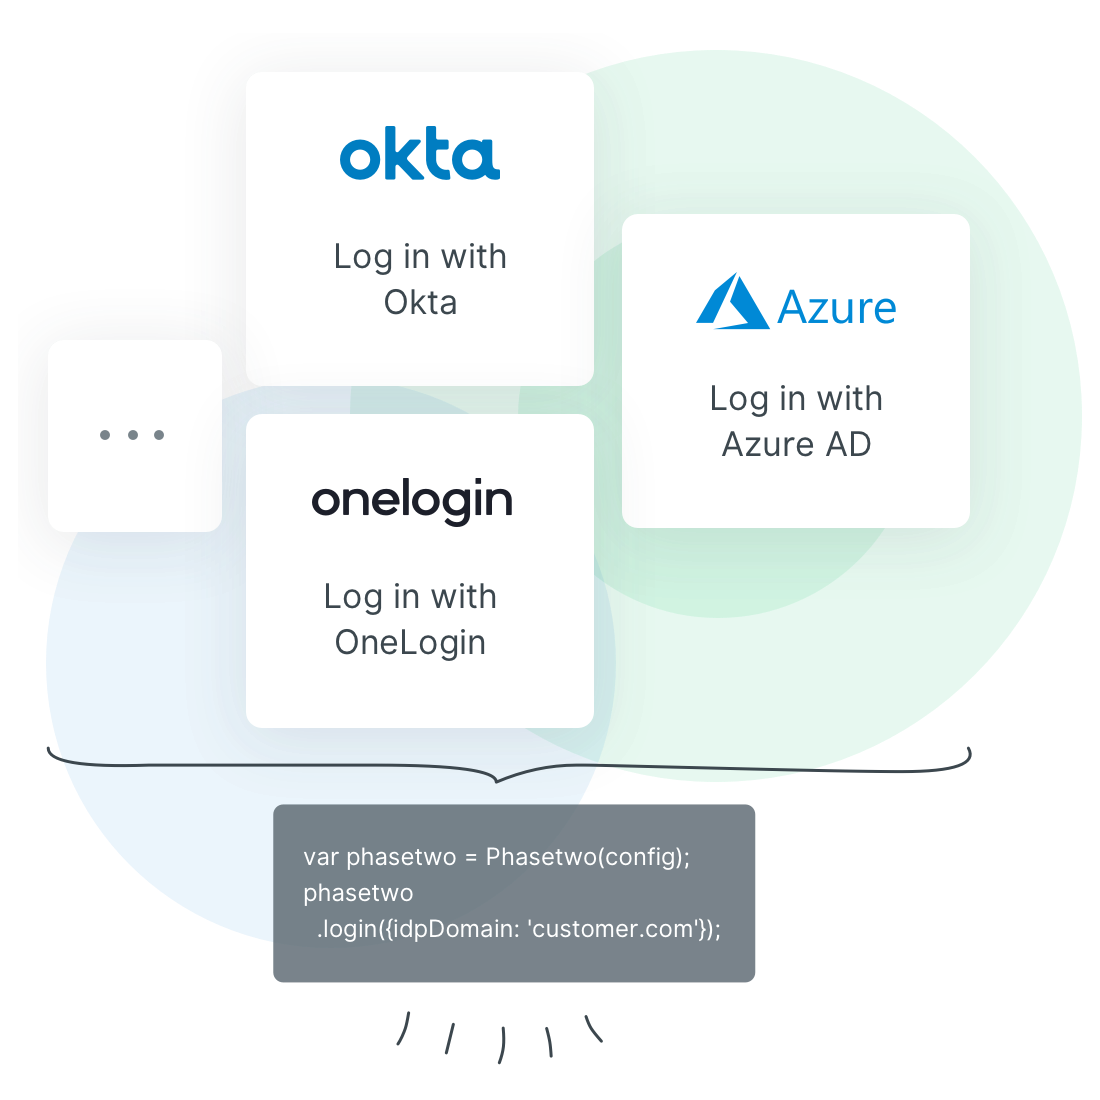 okta
Log in with
Okta
Azure
Log in with
Azure AD
...
onelogin
Log in with
OneLogin
var phasetwo = Phasetwo(config);
phasetwo
.login({idpDomain: 'customer.com'});